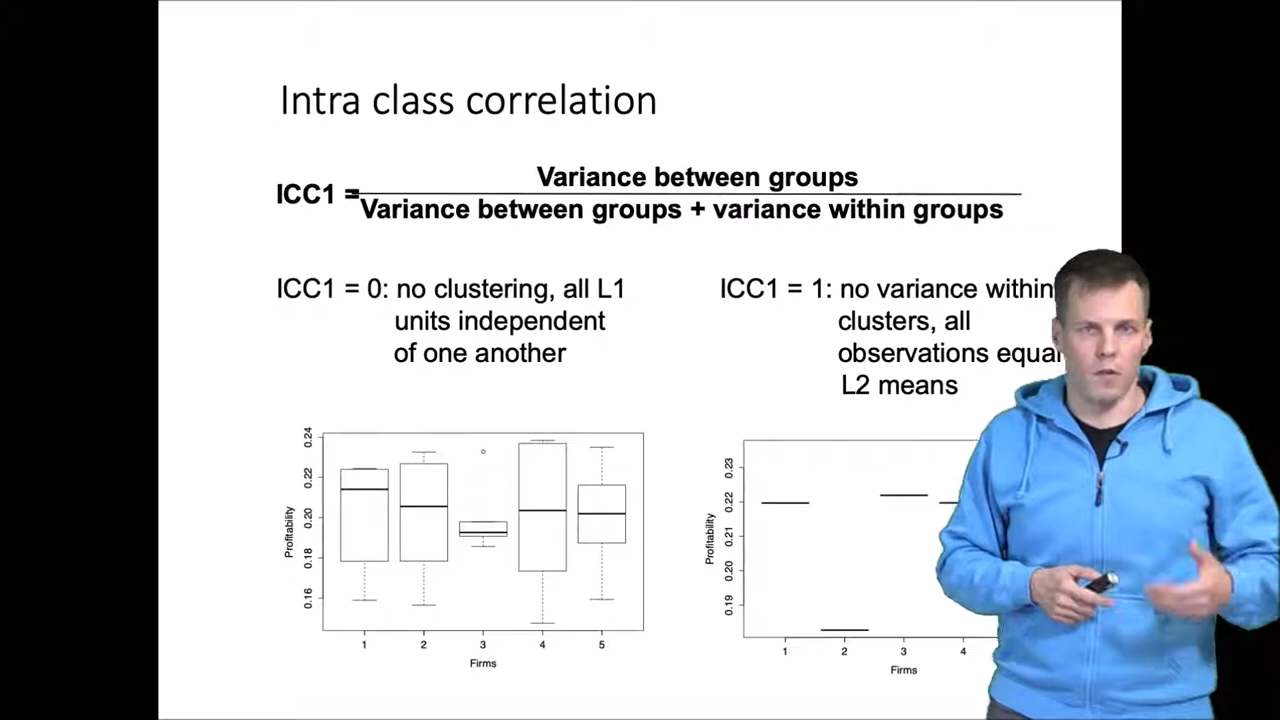 Intra class correlation
Variance between groups
ICC1 =
Variance between groups + variance within groups
ICC1 = 0: no clustering, all L1
units independent
of one another
ICC1 = 1: no variance within
clusters, all
observations equal
L2 means
0.24
0.22
0.20
0.18
0.16
Profitability
1 2 3 4 5
Firms
0.23
0.22
0.21
0.20
0.19
Profitability
1 2 3 4
Firms